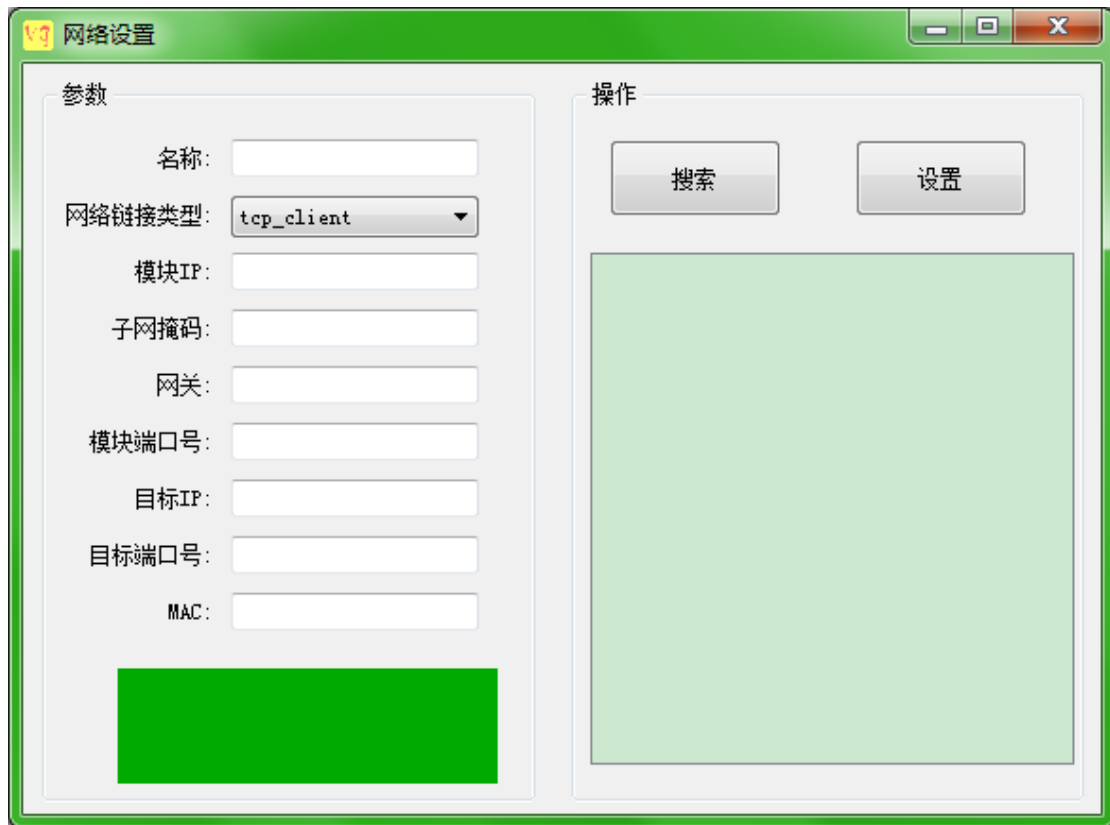 vg 网络设置
参数
名称:
网络链接类型: tcp_client
模块IP:
子网掩码:
网关:
模块端口号:
目标IP:
目标端口号:
MAC:
操作
搜索 设置